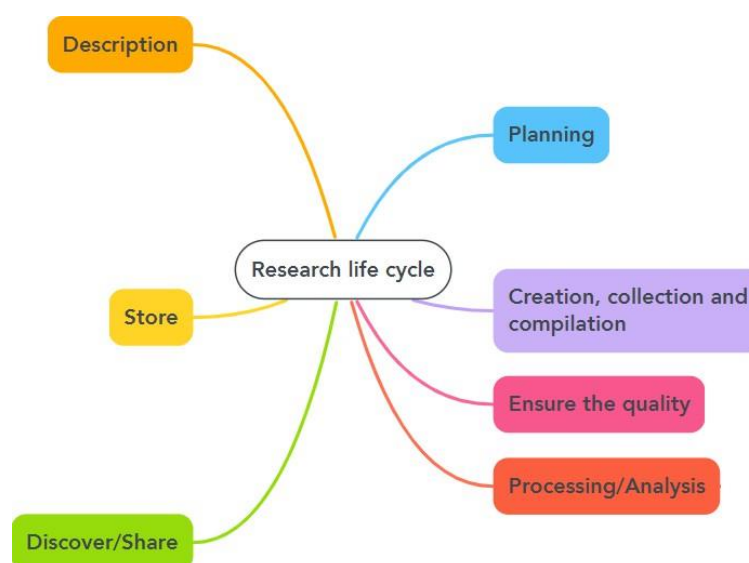 Description
Planning
Research life cycle
Creation, collection and
compilation
Store
Ensure the quality
Processing/Analysis
Discover/Share